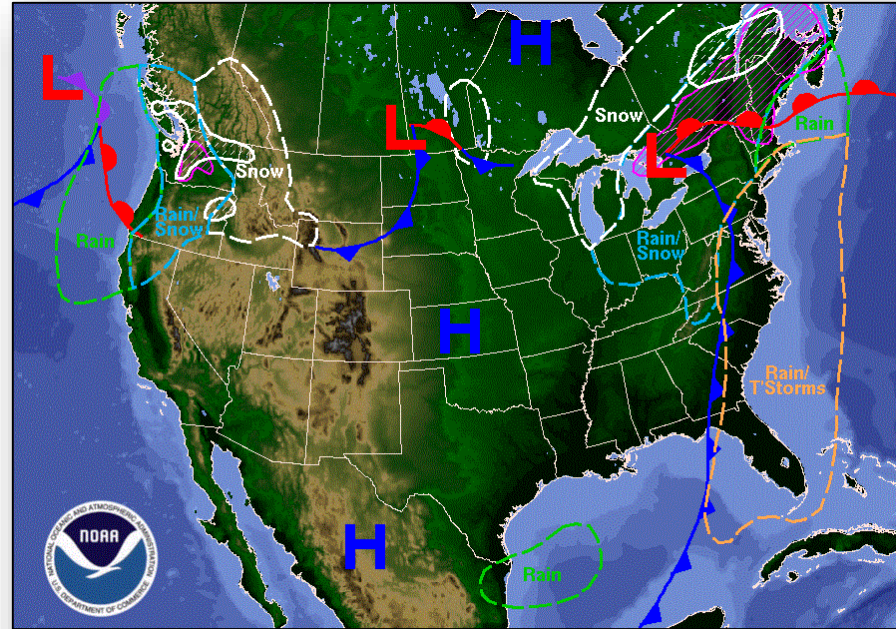 H
L
L
Snow
L
Rain
Snow
Rain
Rain/
Snow
Rain/
Snow
H
Rain/
T'Storms
H
Rain
NOAA
NATIONAL OCEANIC AND ATMOSPHERIC ADMINISTRATION
U.S. DEPARTMENT OF COMMERCE